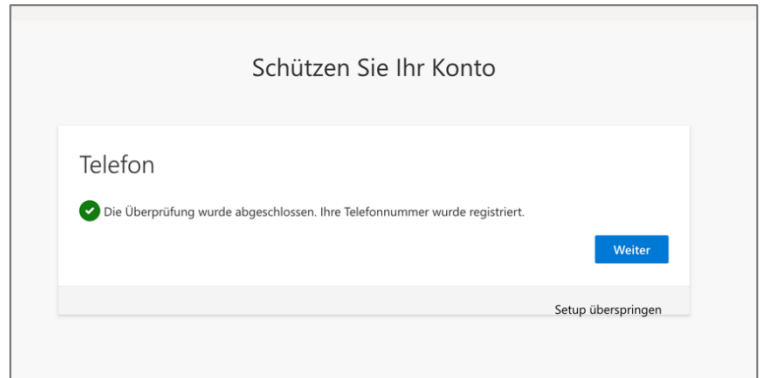 Schützen Sie Ihr Konto
Telefon
Die Überprüfung wurde abgeschlossen. Ihre Telefonnummer wurde registriert.
Weiter
Setup überspringen